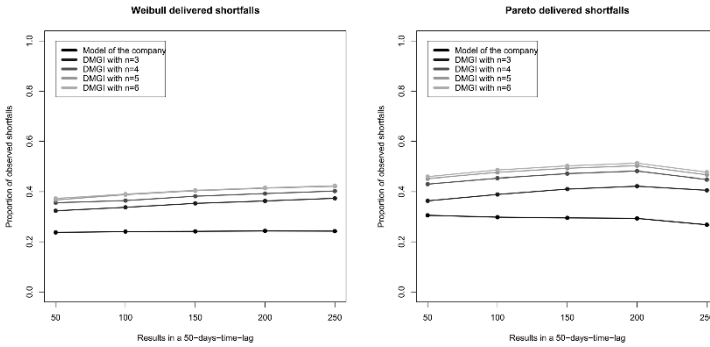 Weibull delivered shortfalls
Model of the company
DMGI with n=3
DMGI with n=4
DMGI with n=5
DMGI with n=6
Proportion of observed shortfalls
0.0
0.2
0.4
0.6
0.8
1.0
50
100
150
200
250
Results in a 50−days−time−lag
Pareto delivered shortfalls
Model of the company
DMGI with n=3
DMGI with n=4
DMGI with n=5
DMGI with n=6
Proportion of observed shortfalls
0.0
0.2
0.4
0.6
0.8
1.0
50
100
150
200
250
Results in a 50−days−time−lag